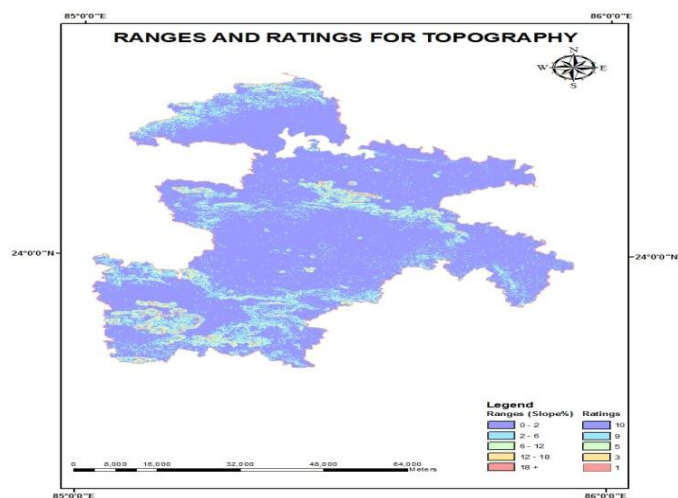 85°0'0"E 86°0'0"E
RANGES AND RATINGS FOR TOPOGRAPHY
N
W E
S
24°0'0"N 24°0'0"N
Legend
Ranges (Slope%) Ratings
0 - 2 10
2 - 6 9
6 - 12 5
12 - 18 3
18 + 1
0 8,000 16,000 32,000 48,000 64,000
Meters
85°0'0"E 86°0'0"E